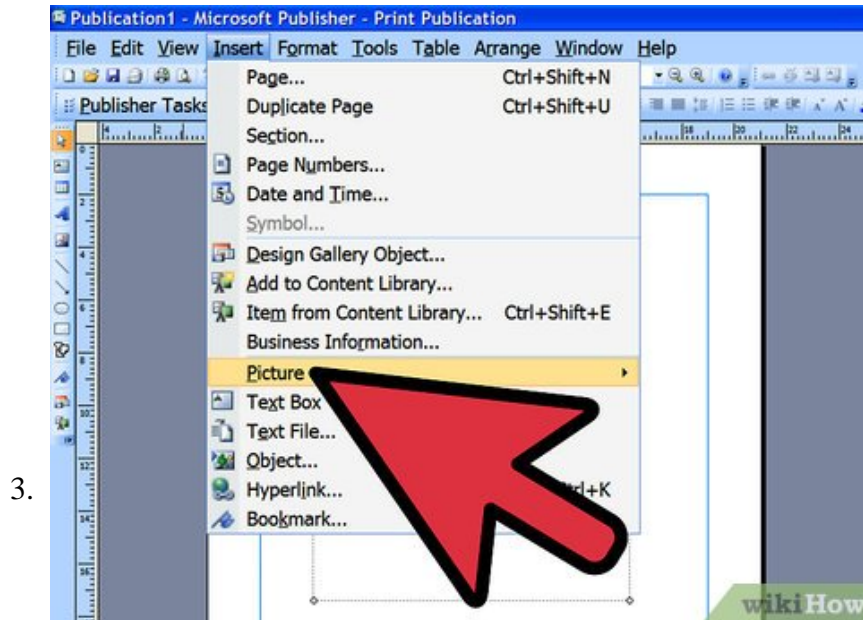 Publication1 - Microsoft Publisher - Print Publication
File Edit View Insert Format Tools Table Arrange Window Help
Publisher Tasks
Page... Ctrl+Shift+N
Duplicate Page Ctrl+Shift+U
Section...
Page Numbers...
Date and Time...
Symbol...
Design Gallery Object...
Add to Content Library...
Item from Content Library... Ctrl+Shift+E
Business Information...
Picture
Text Box
Text File...
Object...
3.
Hyperlink...
Bookmark...
wikiHow